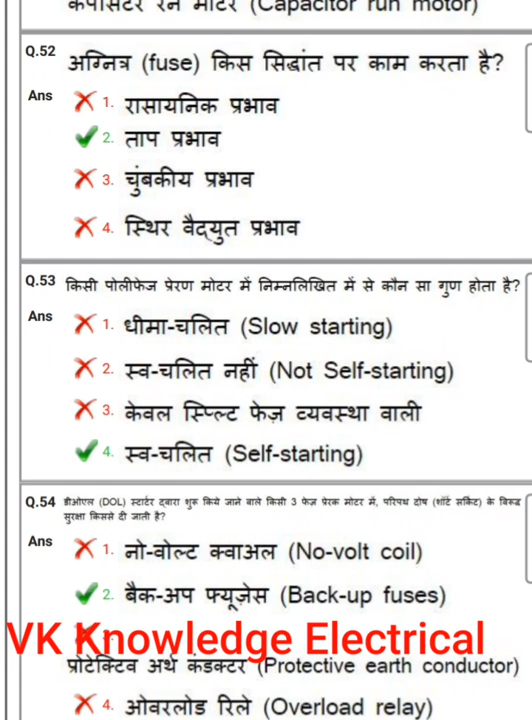 कैपेसिटर रन मोटर (Capacitor run motor)
Q.52 अग्नित्र (fuse) किस सिद्धांत पर काम करता है?
Ans 1. रासायनिक प्रभाव
2. ताप प्रभाव
3. चुंबकीय प्रभाव
4. स्थिर वैद्युत प्रभाव
Q.53 किसी पोलीफेज प्रेरण मोटर में निम्नलिखित में से कौन सा गुण होता है?
Ans 1. धीमा-चलित (Slow starting)
2. स्व-चलित नहीं (Not Self-starting)
3. केवल स्प्लिट फेज़ व्यवस्था वाली
4. स्व-चलित (Self-starting)
Q.54 डीओएल (DOL) स्टार्टर द्वारा शुरू किये जाने वाले किसी 3 फेज़ प्रेरक मोटर में, परिपथ दोष (शॉर्ट सर्किट) के विरूद्ध
सुरक्षा किससे दी जाती है?
Ans 1. नो-वोल्ट क्वाअल (No-volt coil)
2. बैक-अप फ्यूज़ेस (Back-up fuses)
VK Knowledge Electrical
प्रोटेक्टिव अर्थ कंडक्टर (Protective earth conductor)
4. ओवरलोड रिले (Overload relay)